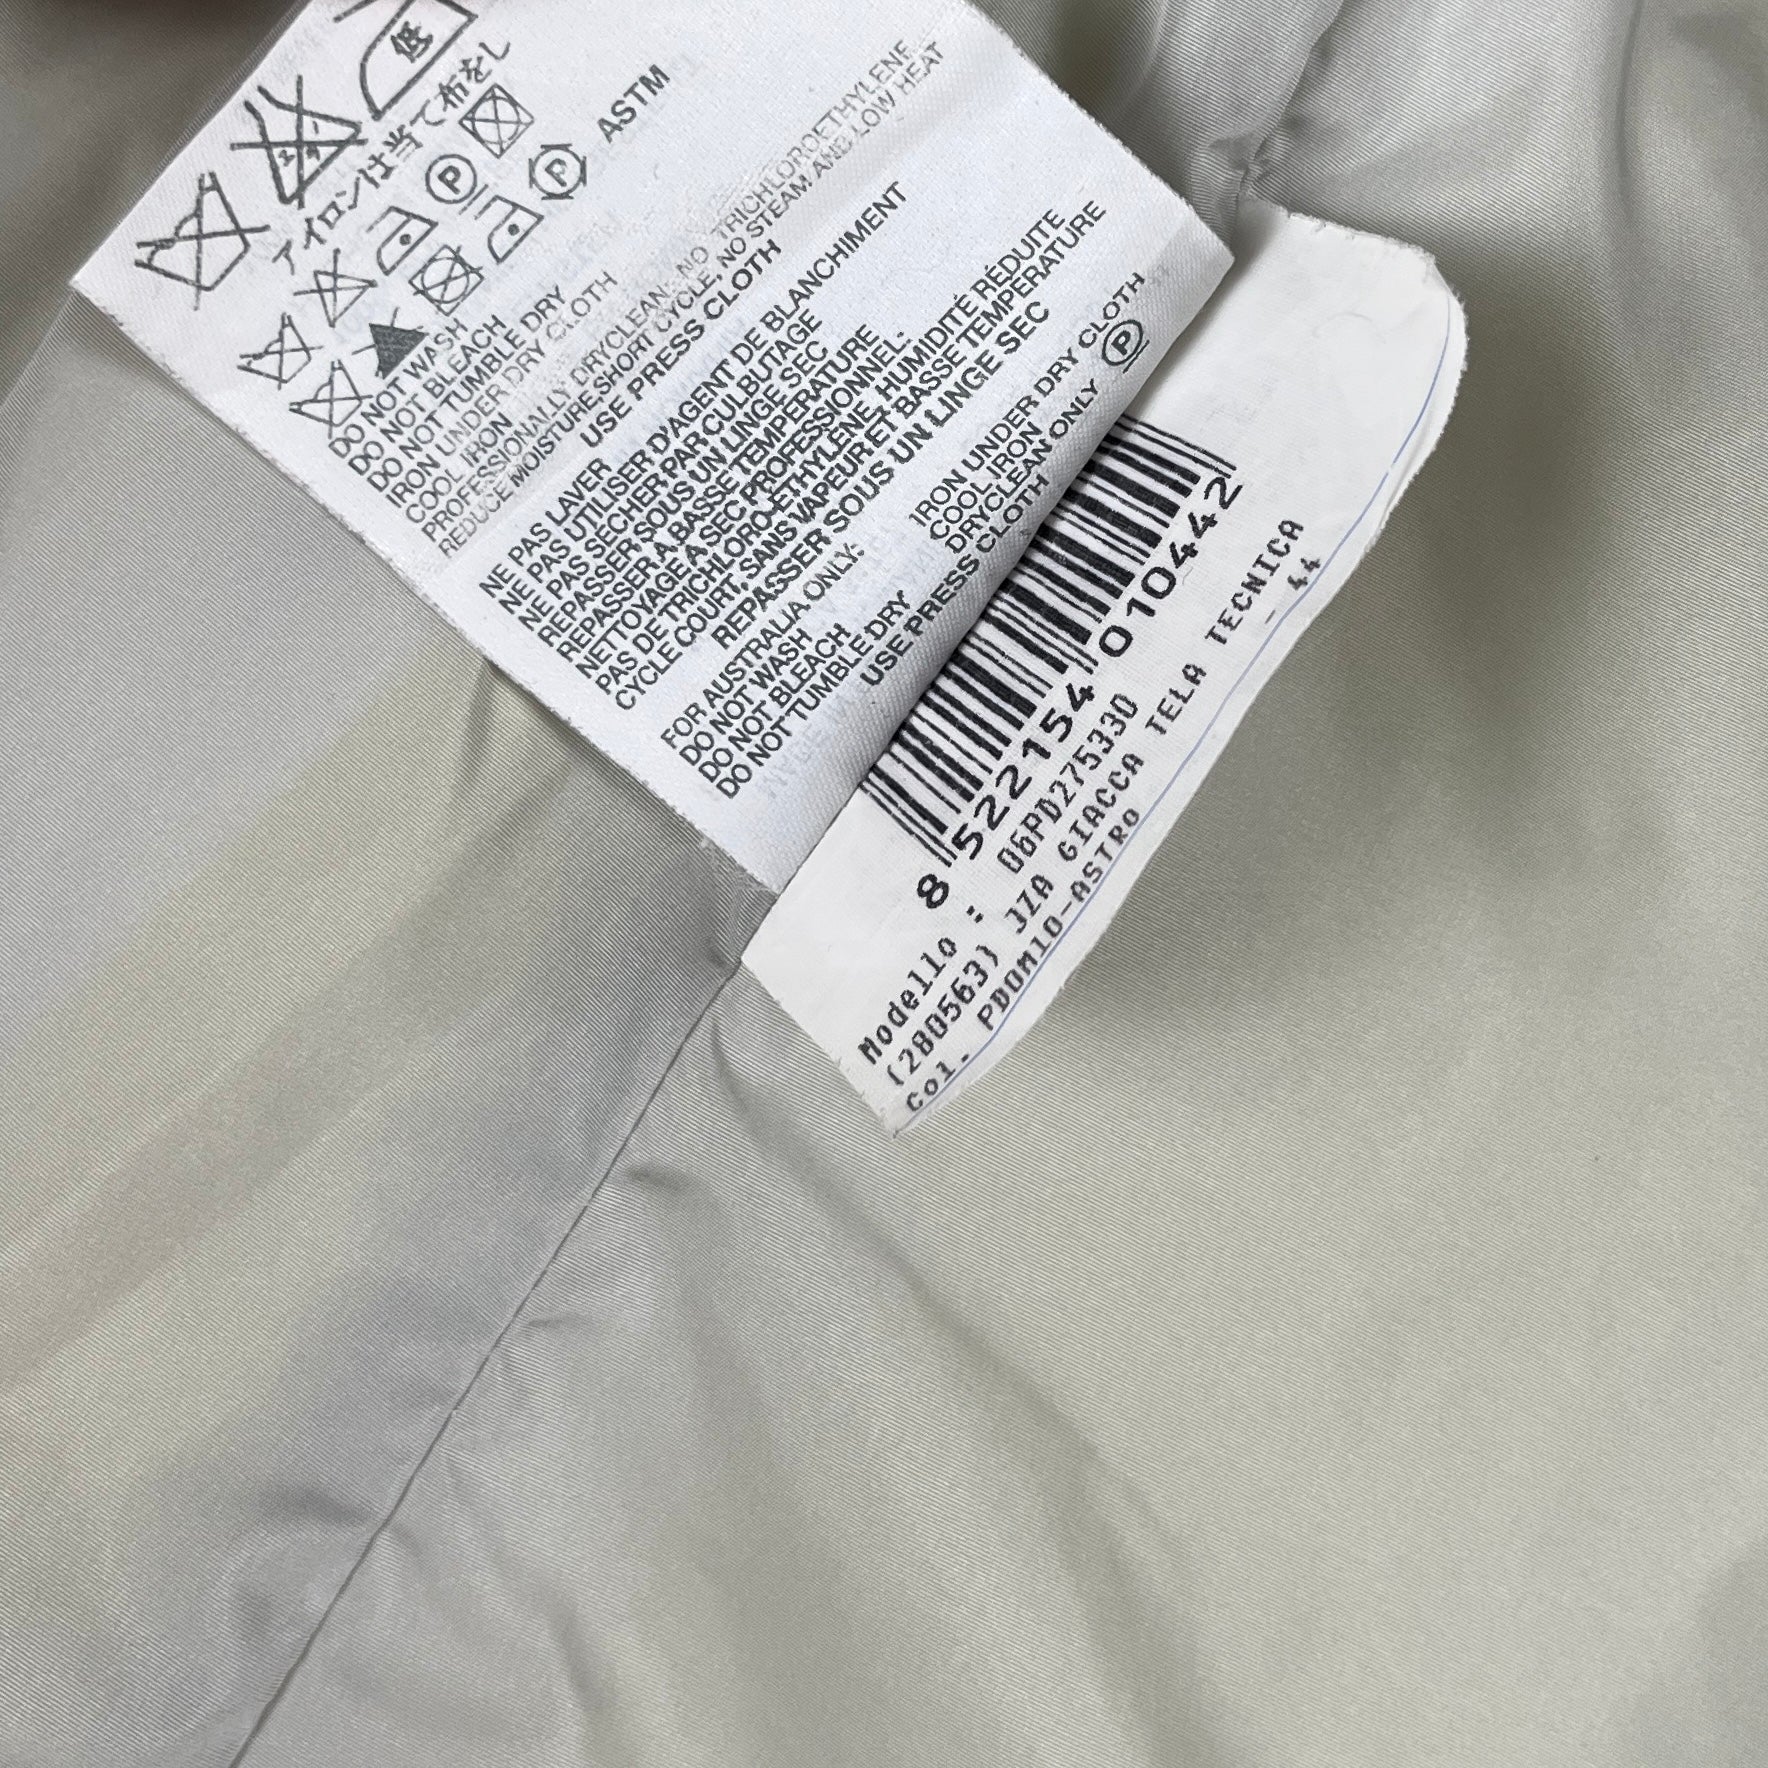 低
アイロンは当て布をし
P
P
ASTM
DO NOT WASH
DO NOT BLEACH
DO NOT TUMBLE DRY
IRON UNDER DRY CLOTH
COOL IRON
PROFESSIONALLY DRYCLEAN: NO TRICHLOROETHYLENE,
REDUCE MOISTURE,SHORT CYCLE, NO STEAM AND LOW HEAT
USE PRESS CLOTH
NE PAS LAVER
NE PAS UTILISER D'AGENT DE BLANCHIMENT
NE PAS SECHER PAR CULBUTAGE
REPASSER SOUS UN LINGE SEC
REPASSER A BASSE TEMPERATURE
NETTOYAGE A SEC PROFESSIONNEL:
PAS DE TRICHLORO-ETHYLÈNE, HUMIDITÉ RÉDUITE
CYCLE COURT, SANS VAPEUR ET BASSE TEMPERATURE
REPASSER SOUS UN LINGE SEC
FOR AUSTRALIA ONLY:
DO NOT WASH
DO NOT BLEACH
DO NOT TUMBLE DRY
IRON UNDER DRY CLOTH
COOL IRON
DRYCLEAN ONLY P
USE PRESS CLOTH
8 522154 010442
Modello : 06PD275330
(280563) JZA GIACCA TELA TECNICA
Col. PD0M10-ASTRO - 44